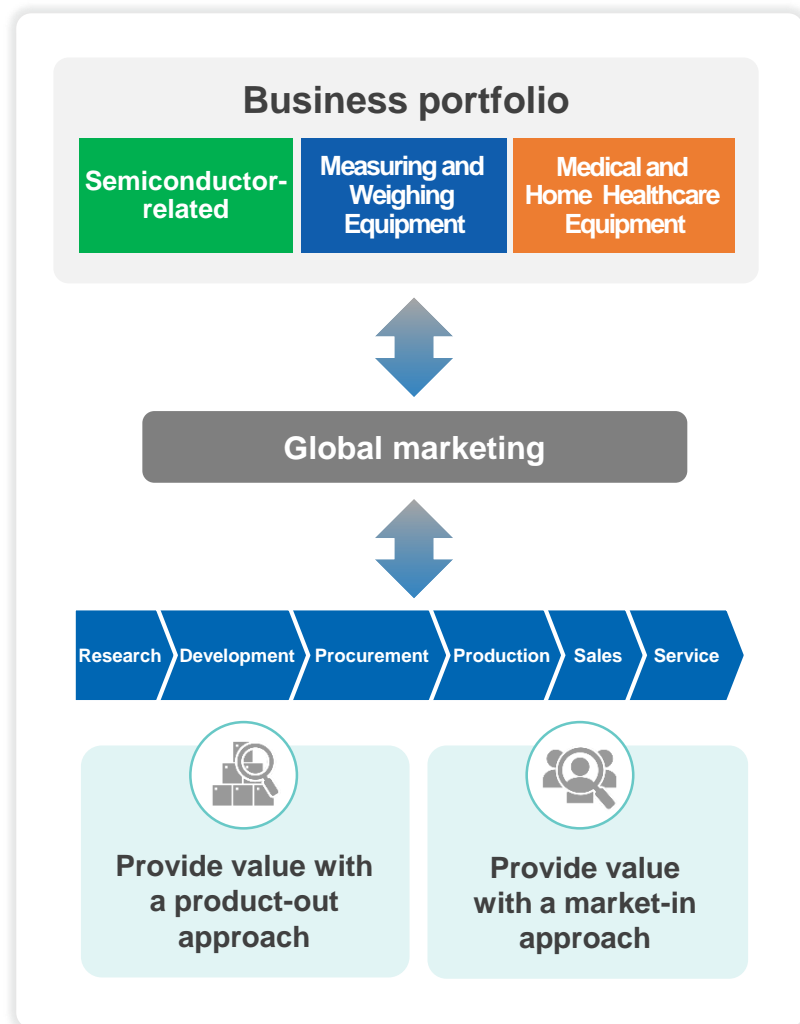 Business portfolio
Semiconductor-
related
Measuring and
Weighing
Equipment
Medical and
Home Healthcare
Equipment
Global marketing
Research
Development
Procurement
Production
Sales
Service
Provide value with
a product-out
approach
Provide value
with a market-in
approach